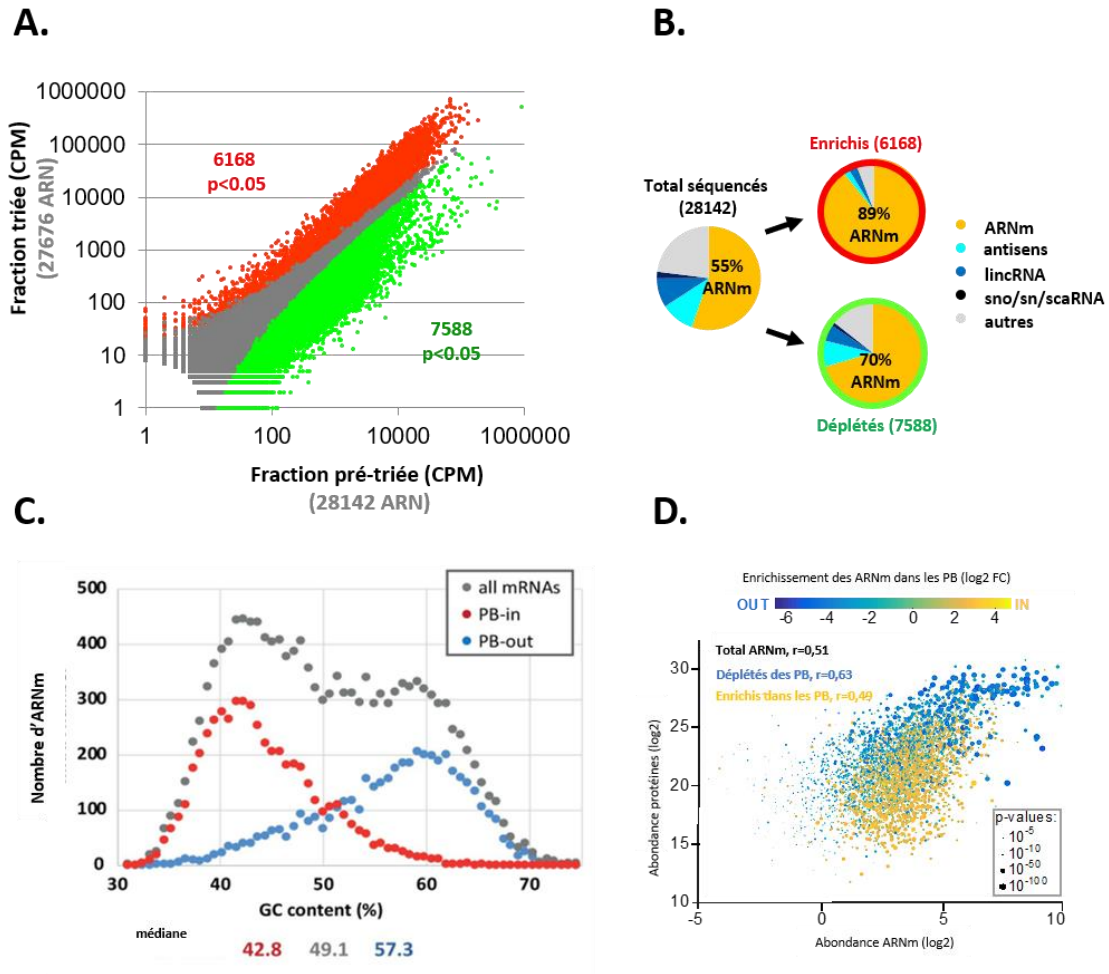 A.
1000000
100000
10000
1000
100
10
1
1
100
10000
1000000
Fraction triée (CPM)
(27676 ARN)
6168
p<0.05
7588
p<0.05
Fraction pré-triée (CPM)
(28142 ARN)
B.
Enrichis (6168)
Total séquencés
(28142)
89%
ARNm
55%
ARNm
70%
ARNm
Déplétés (7588)
ARNm
antisens
lincRNA
sno/sn/scaRNA
autres
C.
500
400
300
200
100
0
30
40
50
60
70
Nombre d'ARNm
all mRNAs
PB-in
PB-out
GC content (%)
médiane
42.8
49.1
57.3
D.
Enrichissement des ARNm dans les PB (log2 FC)
OUT
IN
-6
-4
-2
0
2
4
Total ARNm, r=0,51
Déplétés des PB, r=0,63
Enrichis dans les PB, r=0,49
30
25
20
15
10
Abondance protéines (log2)
p-values:
10-5
10-10
10-50
10-100
-5
0
5
10
Abondance ARNm (log2)